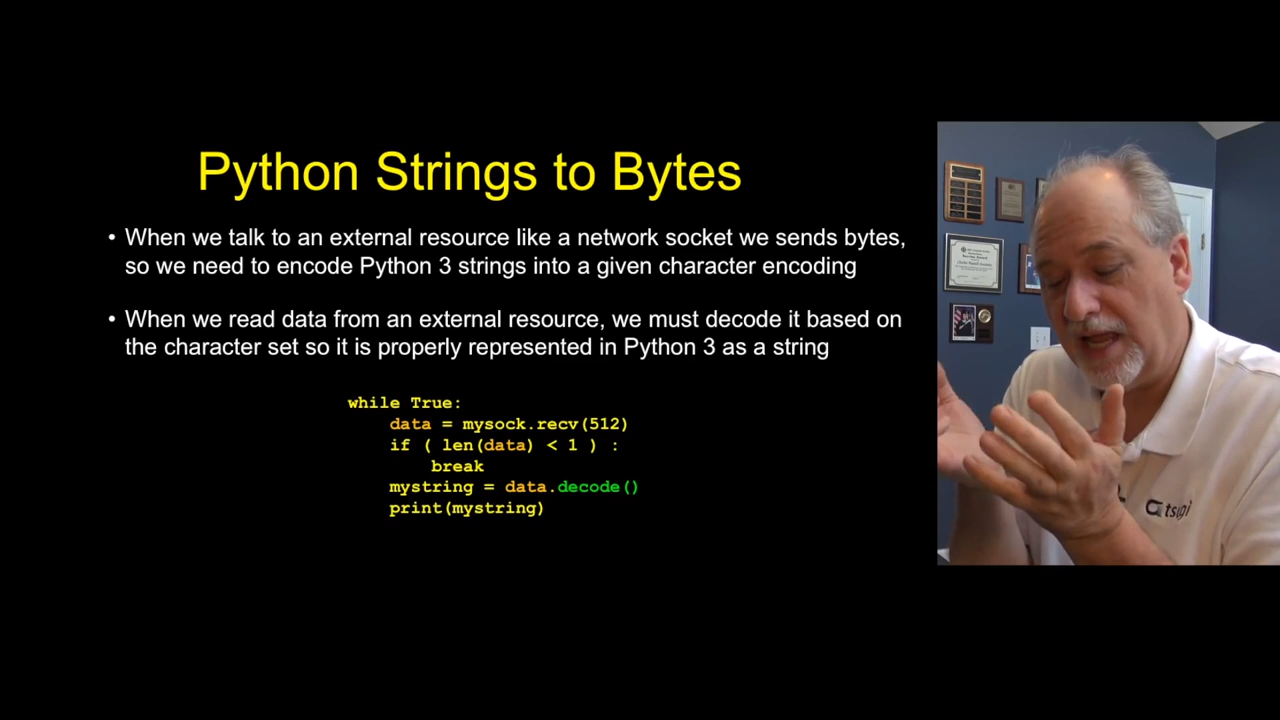 Python Strings to Bytes
• When we talk to an external resource like a network socket we sends bytes,
so we need to encode Python 3 strings into a given character encoding
• When we read data from an external resource, we must decode it based on
the character set so it is properly represented in Python 3 as a string
while True:
    data = mysock.recv(512)
    if ( len(data) < 1 ) :
        break
    mystring = data.decode()
    print(mystring)
tsugi